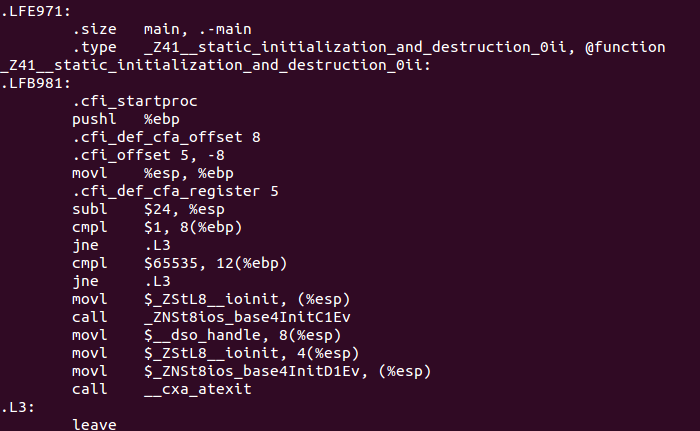 .LFE971:
.size main, .-main
.type _Z41__static_initialization_and_destruction_0ii, @function
_Z41__static_initialization_and_destruction_0ii:
.LFB981:
.cfi_startproc
pushl %ebp
.cfi_def_cfa_offset 8
.cfi_offset 5, -8
movl %esp, %ebp
.cfi_def_cfa_register 5
subl $24, %esp
cmpl $1, 8(%ebp)
jne .L3
cmpl $65535, 12(%ebp)
jne .L3
movl $_ZStL8__ioinit, (%esp)
call _ZNSt8ios_base4InitC1Ev
movl $__dso_handle, 8(%esp)
movl $_ZStL8__ioinit, 4(%esp)
movl $_ZNSt8ios_base4InitD1Ev, (%esp)
call __cxa_atexit
.L3:
leave